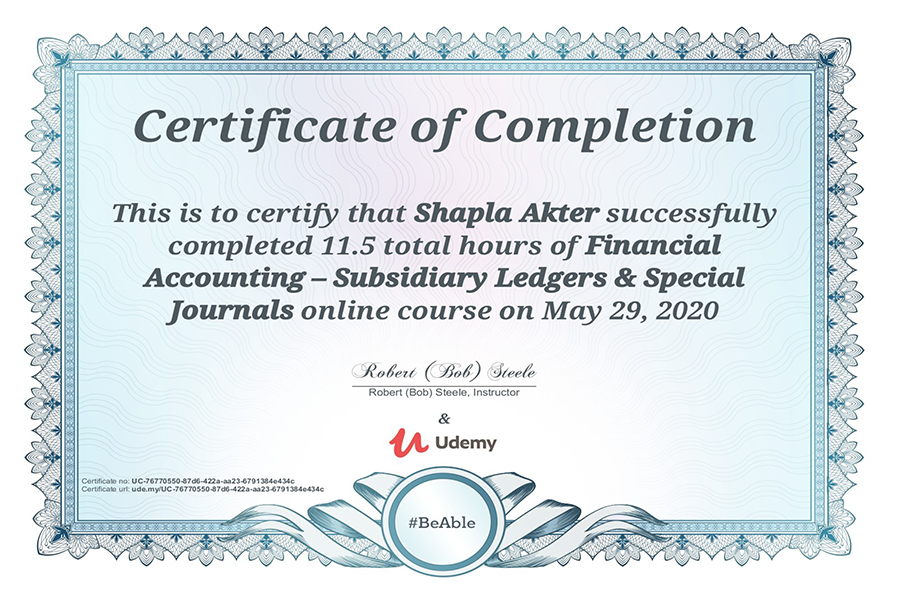 Certificate of Completion
This is to certify that Shapla Akter successfully
completed 11.5 total hours of Financial
Accounting – Subsidiary Ledgers & Special
Journals online course on May 29, 2020
Robert (Bob) Steele
Robert (Bob) Steele, Instructor
&
Udemy
Certificate no: UC-76770550-87d6-422a-aa23-6791384e434c
Certificate url: ude.my/UC-76770550-87d6-422a-aa23-6791384e434c
#BeAble